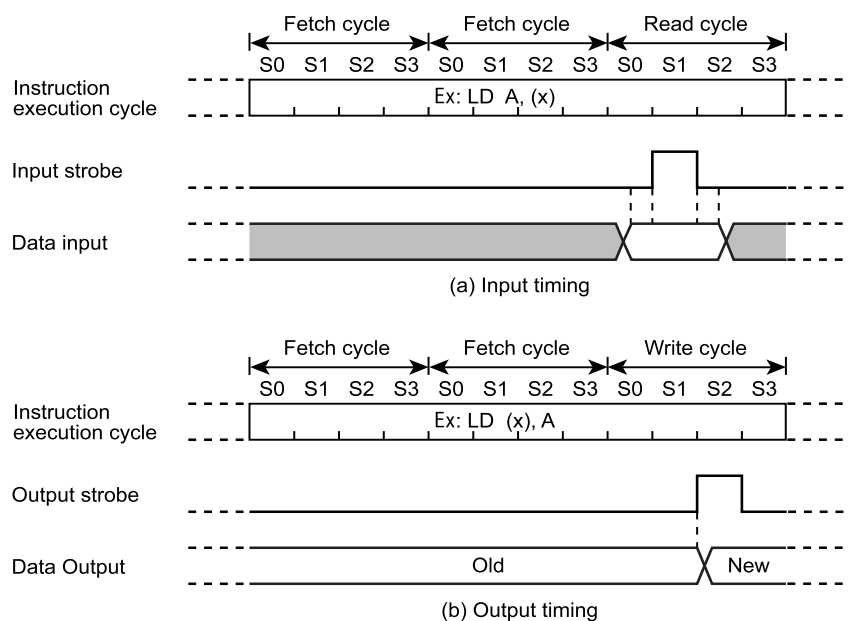 Fetch cycle Fetch cycle Read cycle
S0 S1 S2 S3 S0 S1 S2 S3 S0 S1 S2 S3
Instruction
execution cycle
Ex: LD A, (x)
Input strobe
Data input
(a) Input timing
Fetch cycle Fetch cycle Write cycle
S0 S1 S2 S3 S0 S1 S2 S3 S0 S1 S2 S3
Instruction
execution cycle
Ex: LD (x), A
Output strobe
Data Output Old New
(b) Output timing